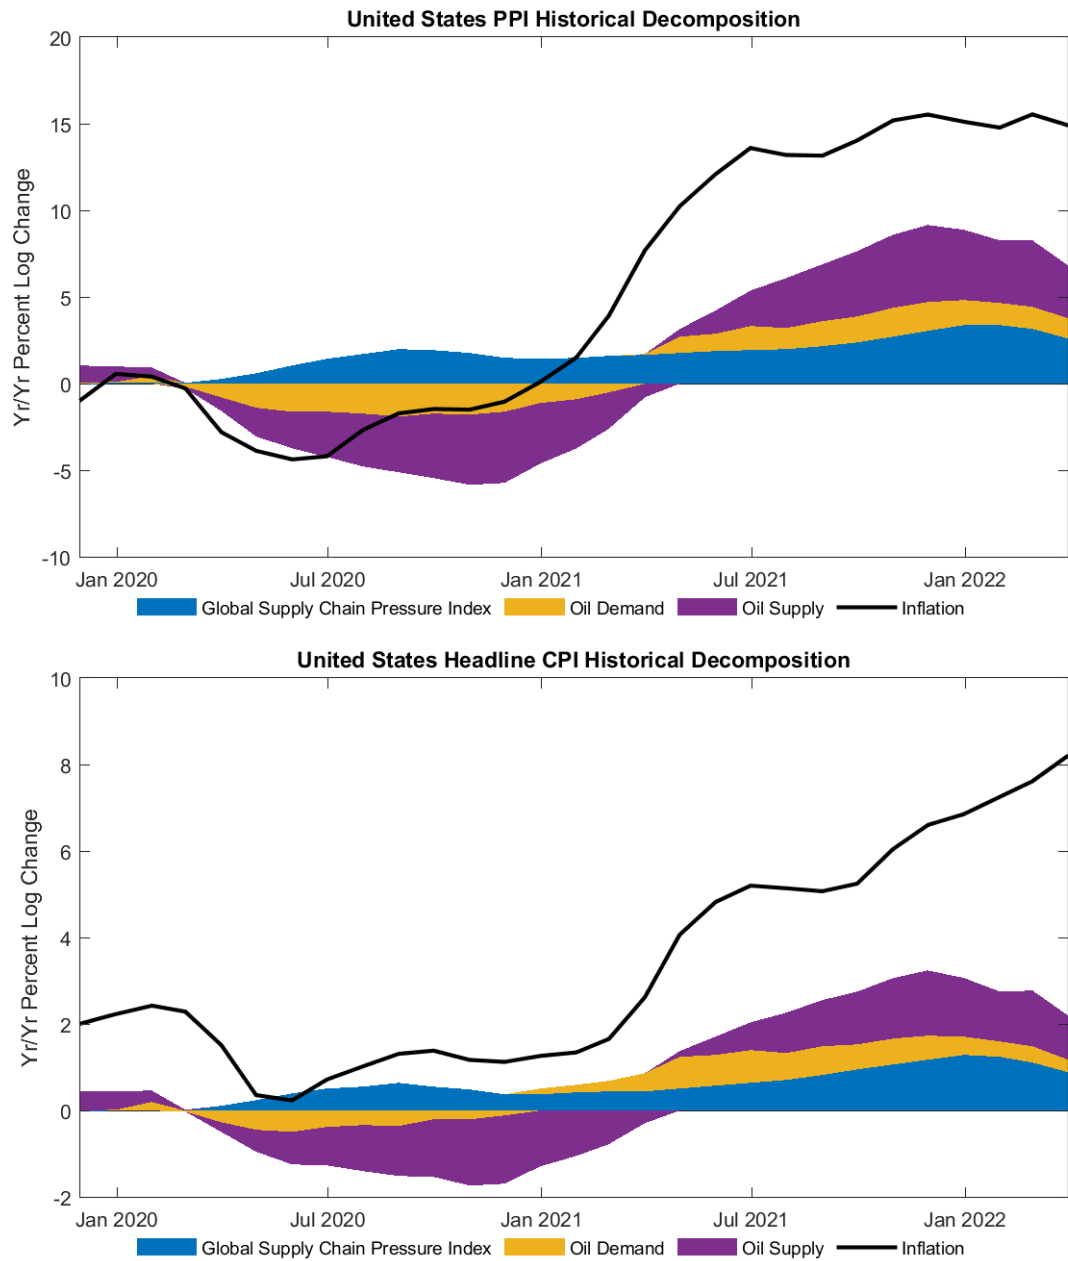 United States PPI Historical Decomposition
Yr/Yr Percent Log Change
20
15
10
5
0
-5
-10
Jan 2020 Jul 2020 Jan 2021 Jul 2021 Jan 2022
Global Supply Chain Pressure Index Oil Demand Oil Supply Inflation
United States Headline CPI Historical Decomposition
Yr/Yr Percent Log Change
10
8
6
4
2
0
-2
Jan 2020 Jul 2020 Jan 2021 Jul 2021 Jan 2022
Global Supply Chain Pressure Index Oil Demand Oil Supply Inflation